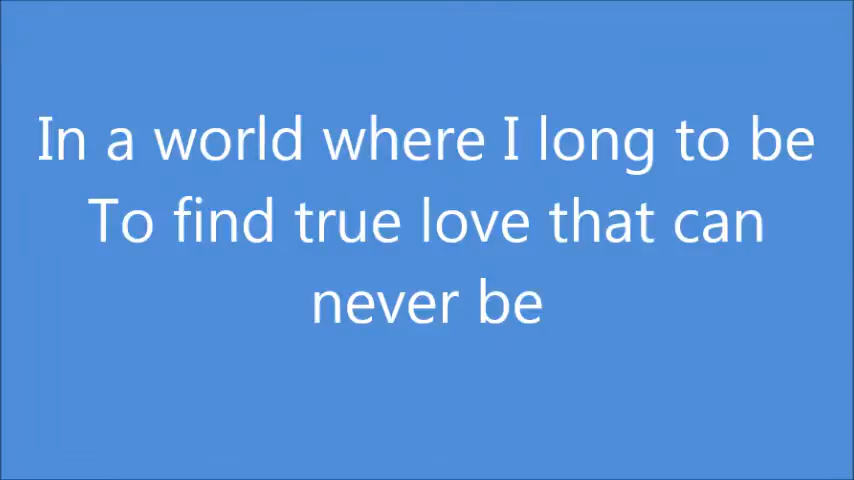 In a world where I long to be
To find true love that can
never be